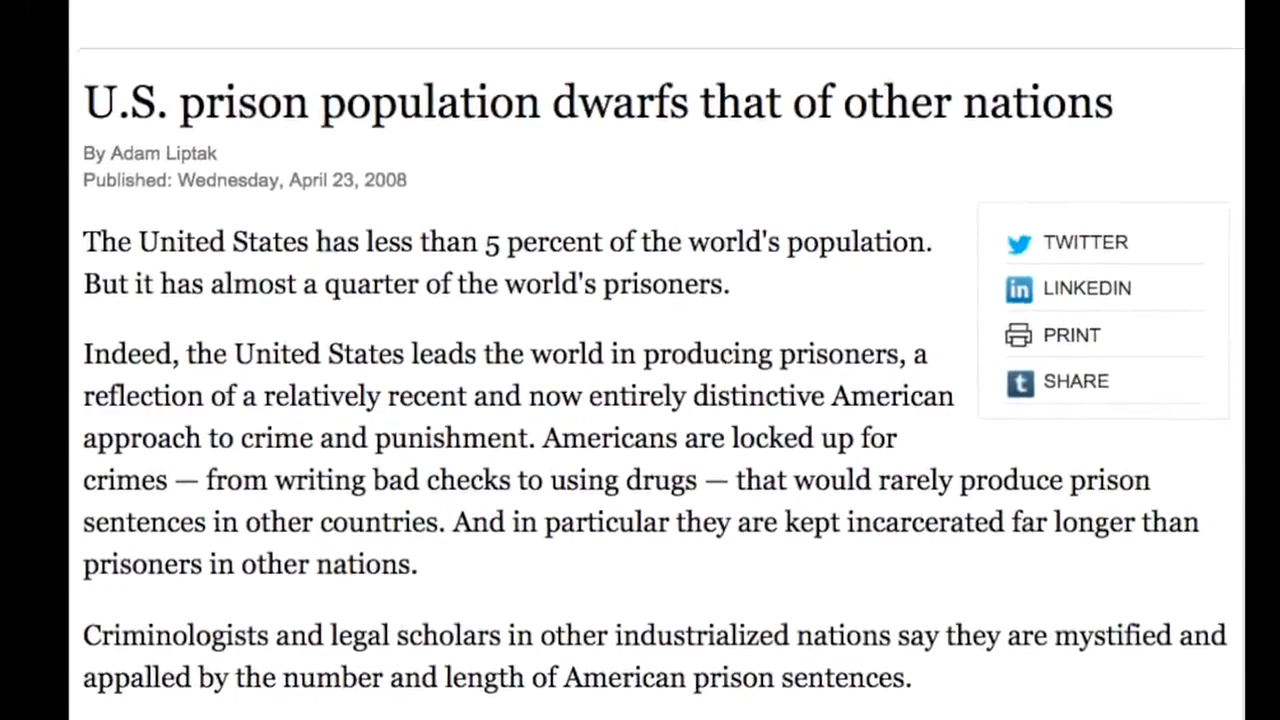 U.S. prison population dwarfs that of other nations
By Adam Liptak
Published: Wednesday, April 23, 2008
The United States has less than 5 percent of the world's population.
But it has almost a quarter of the world's prisoners.
Indeed, the United States leads the world in producing prisoners, a
reflection of a relatively recent and now entirely distinctive American
approach to crime and punishment. Americans are locked up for
crimes — from writing bad checks to using drugs — that would rarely produce prison
sentences in other countries. And in particular they are kept incarcerated far longer than
prisoners in other nations.
Criminologists and legal scholars in other industrialized nations say they are mystified and
appalled by the number and length of American prison sentences.
TWITTER
in LINKEDIN
PRINT
t SHARE